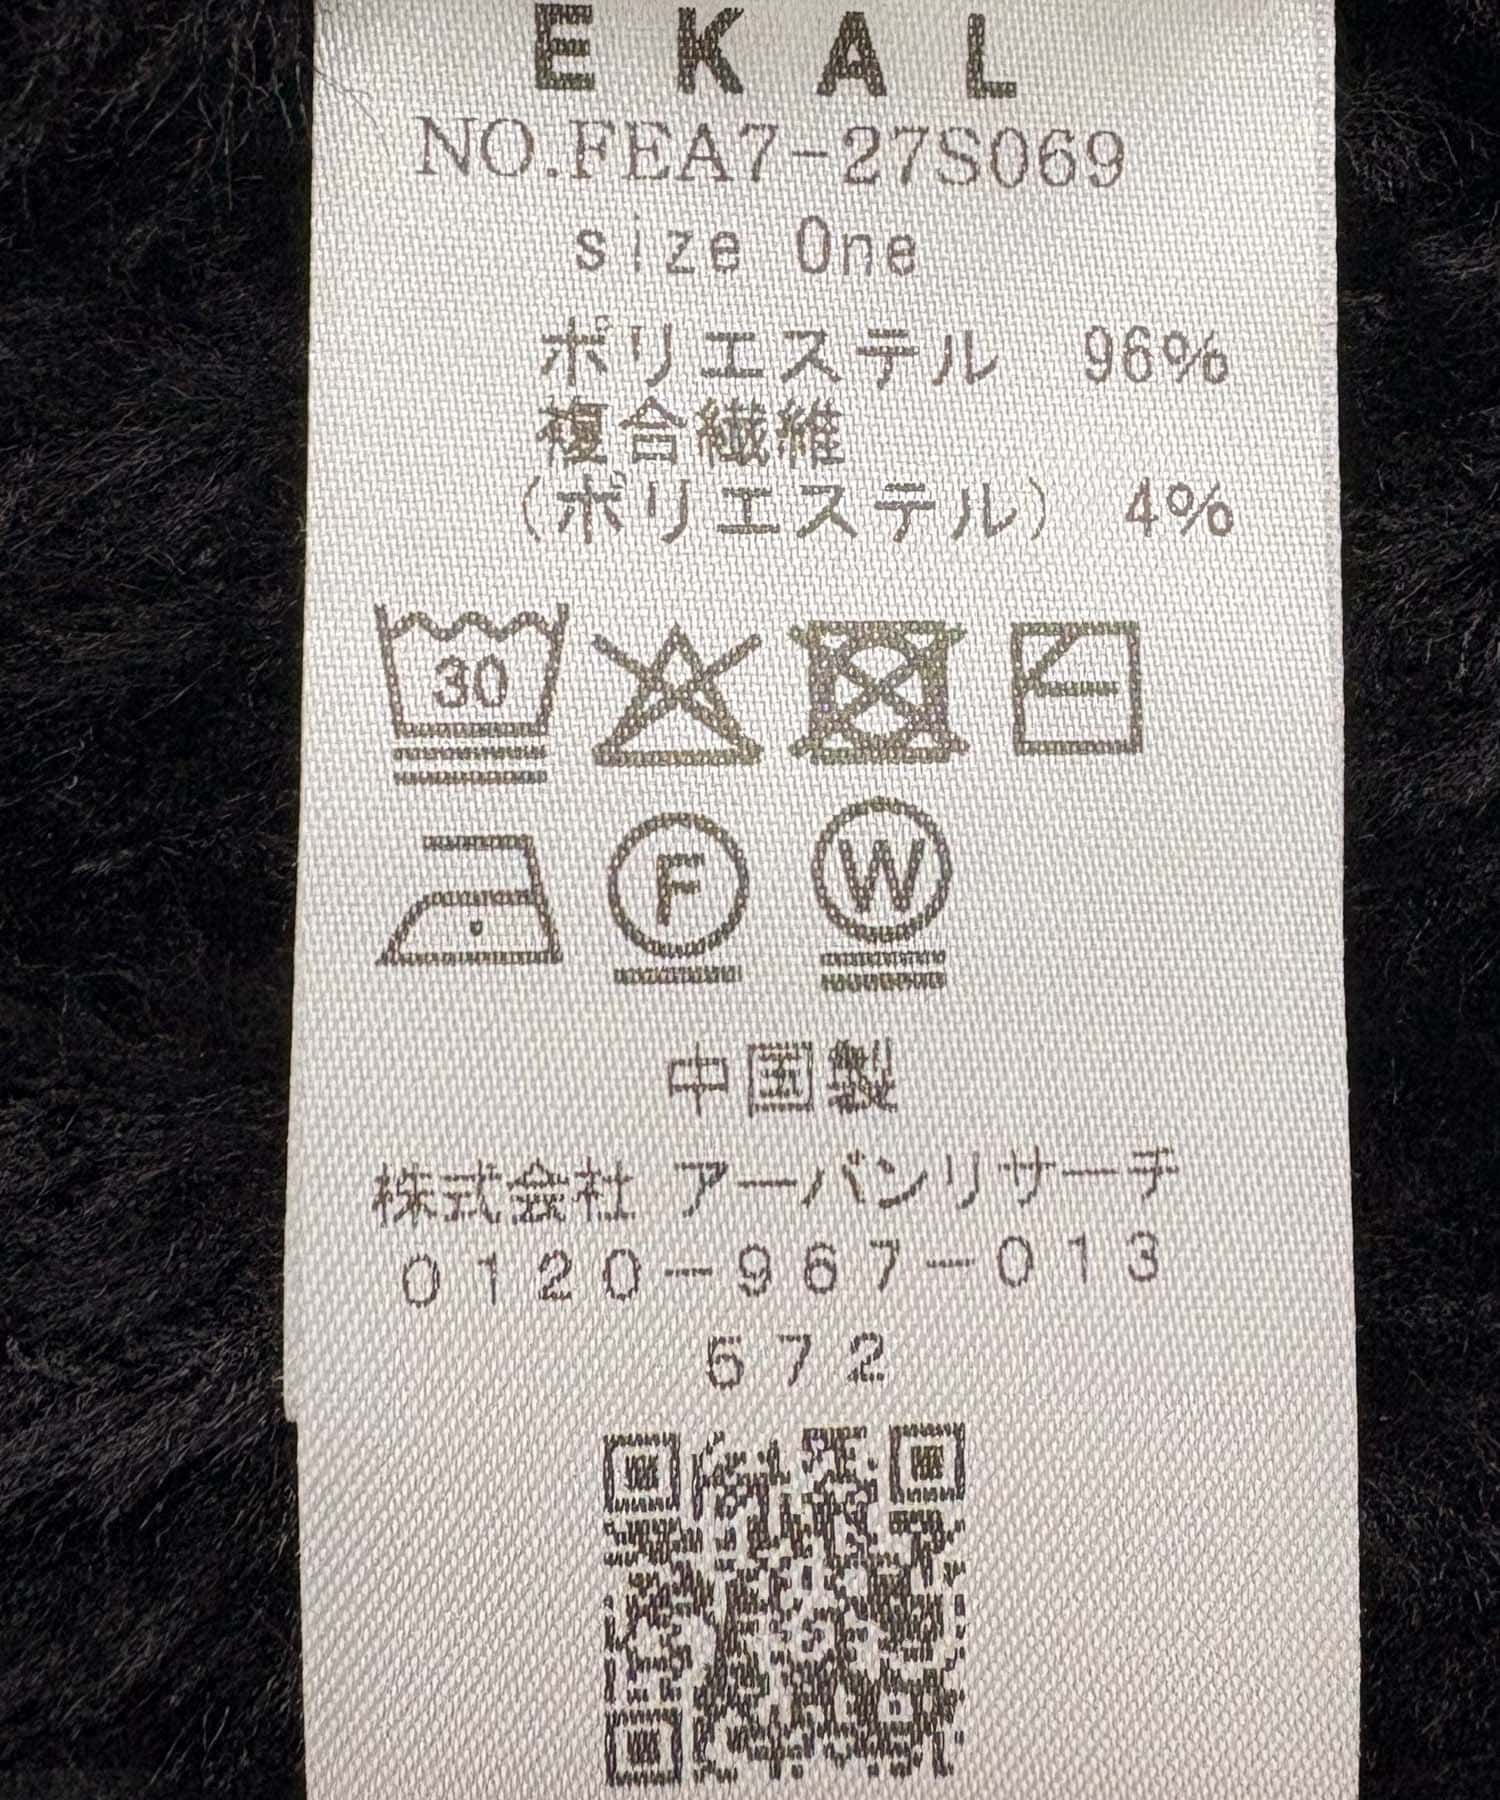 EKAL
NO.FEA7-27S069
size One
ポリエステル 96%
複合繊維
(ポリエステル) 4%
30
F
W
中国製
株式会社 アーバンリサーチ
0120-967-013
672